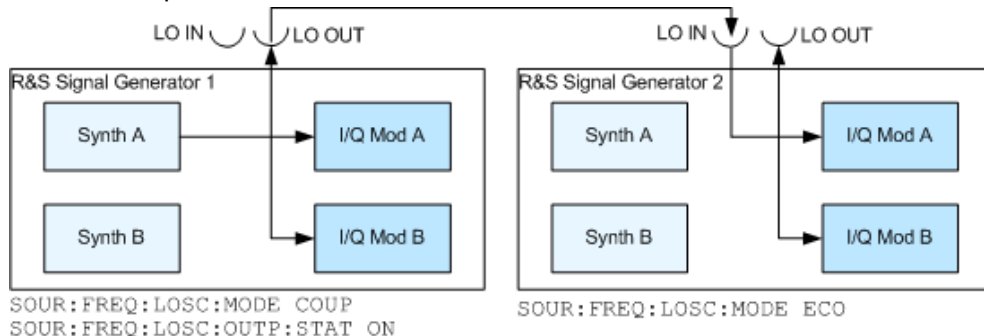 LO IN LO OUT LO IN LO OUT
R&S Signal Generator 1
Synth A I/Q Mod A
Synth B I/Q Mod B
SOUR:FREQ:LOSC:MODE COUP
SOUR:FREQ:LOSC:OUTP:STAT ON
R&S Signal Generator 2
Synth A I/Q Mod A
Synth B I/Q Mod B
SOUR:FREQ:LOSC:MODE ECO